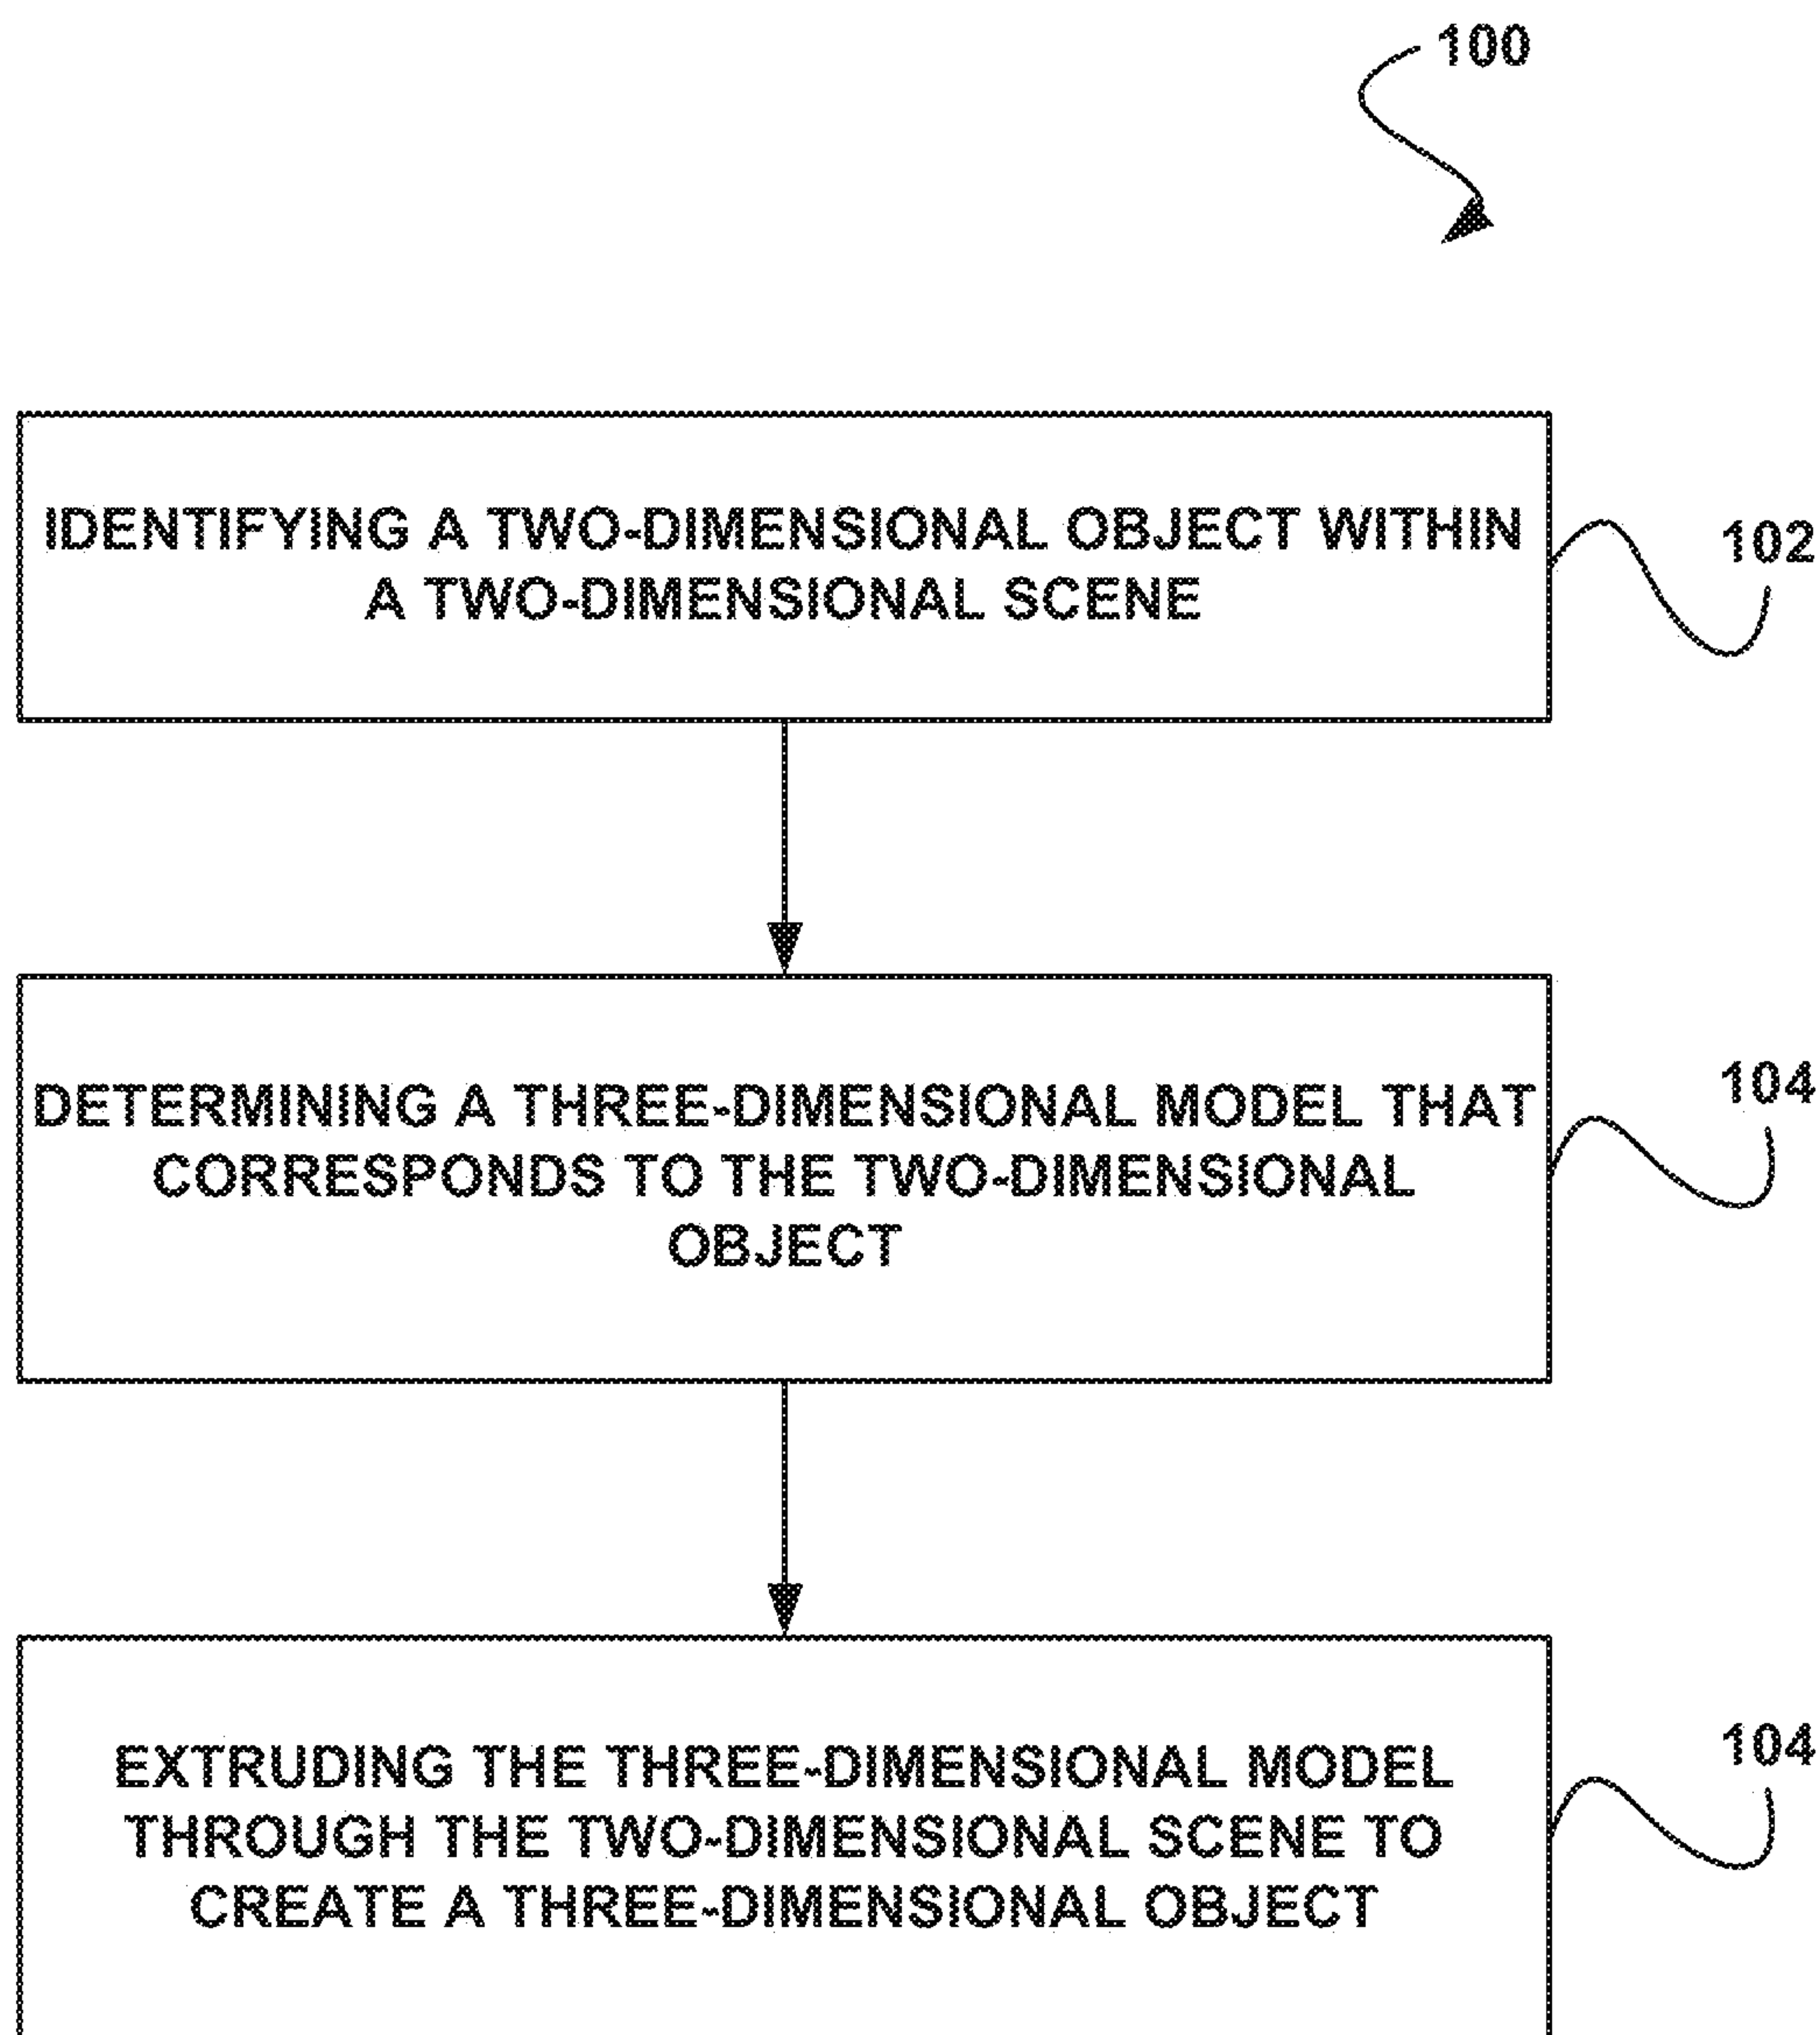 100
IDENTIFYING A TWO-DIMENSIONAL OBJECT WITHIN
A TWO-DIMENSIONAL SCENE
102
DETERMINING A THREE-DIMENSIONAL MODEL THAT
CORRESPONDS TO THE TWO-DIMENSIONAL
OBJECT
104
EXTRUDING THE THREE-DIMENSIONAL MODEL
THROUGH THE TWO-DIMENSIONAL SCENE TO
CREATE A THREE-DIMENSIONAL OBJECT
104